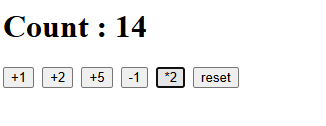 Count : 14
+1 +2 +5 -1 *2 reset